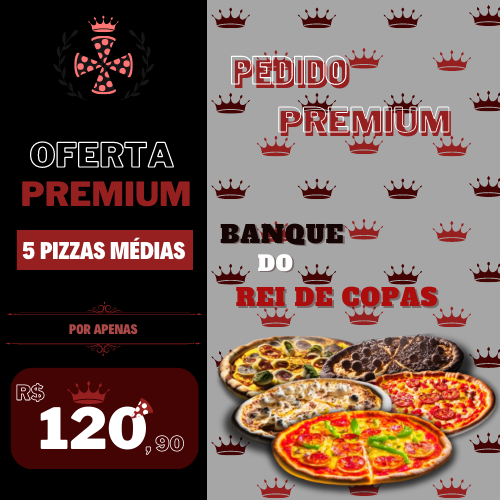 OFERTA
PREMIUM
5 PIZZAS MÉDIAS
POR APENAS
R$
120,90
PEDIDO
PREMIUM
BANQUE
DO
REI DE COPAS